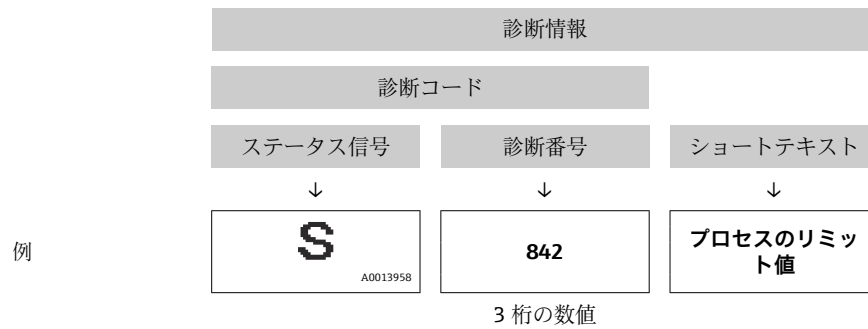 診断情報
診断コード
ステータス信号
診断番号
ショートテキスト
↓
↓
↓
例
S
A0013958
842
プロセスのリミッ
ト値
3 桁の数値